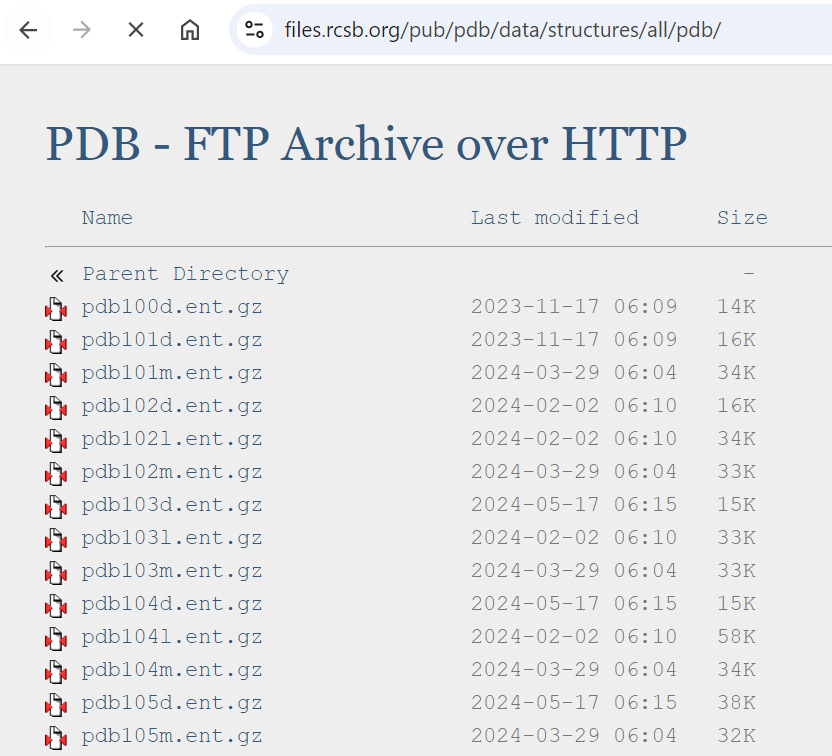 files.rcsb.org/pub/pdb/data/structures/all/pdb/
PDB - FTP Archive over HTTP
Name Last modified Size
Parent Directory -
pdb100d.ent.gz 2023-11-17 06:09 14K
pdb101d.ent.gz 2023-11-17 06:09 16K
pdb101m.ent.gz 2024-03-29 06:04 34K
pdb102d.ent.gz 2024-02-02 06:10 16K
pdb102l.ent.gz 2024-02-02 06:10 34K
pdb102m.ent.gz 2024-03-29 06:04 33K
pdb103d.ent.gz 2024-05-17 06:15 15K
pdb103l.ent.gz 2024-02-02 06:10 33K
pdb103m.ent.gz 2024-03-29 06:04 33K
pdb104d.ent.gz 2024-05-17 06:15 15K
pdb104l.ent.gz 2024-02-02 06:10 58K
pdb104m.ent.gz 2024-03-29 06:04 34K
pdb105d.ent.gz 2024-05-17 06:15 38K
pdb105m.ent.gz 2024-03-29 06:04 32K